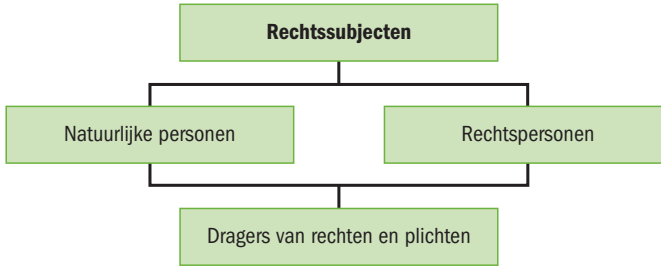 Rechtssubjecten
Natuurlijke personen
Rechtspersonen
Dragers van rechten en plichten